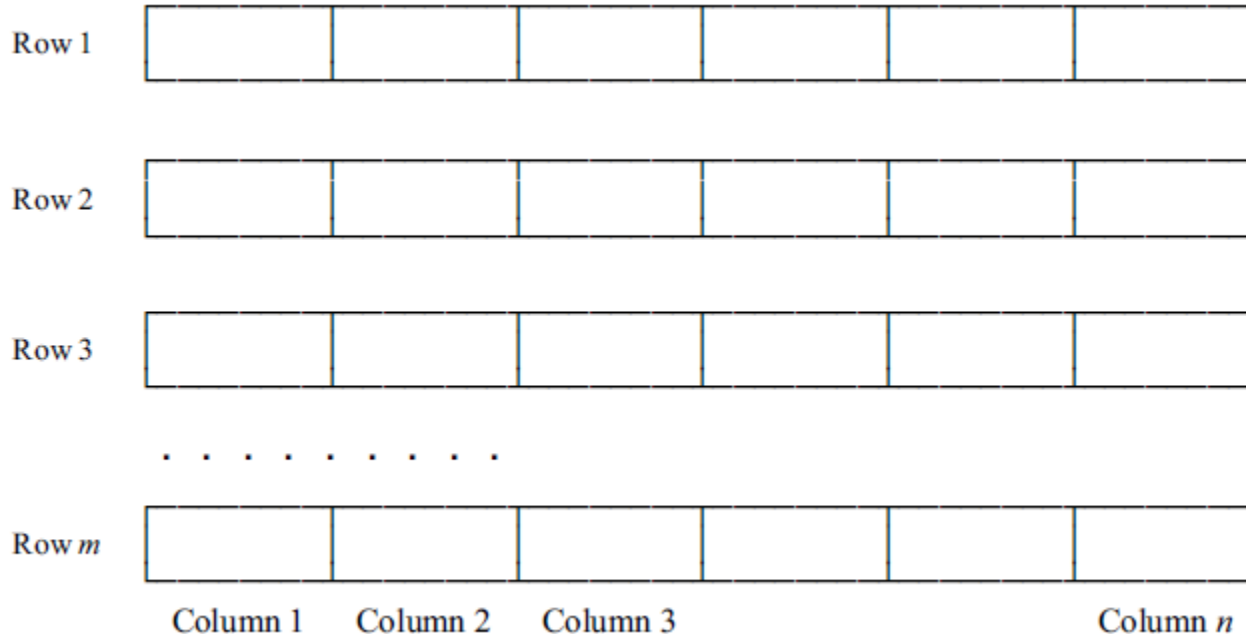 Row 1
Row 2
Row 3
. . . . . . . . .
Row m
Column 1 Column 2 Column 3 Column n